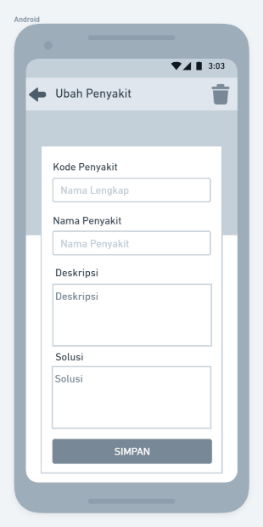 Android
3:03
Ubah Penyakit
Kode Penyakit
Nama Lengkap
Nama Penyakit
Nama Penyakit
Deskripsi
Deskripsi
Solusi
Solusi
SIMPAN